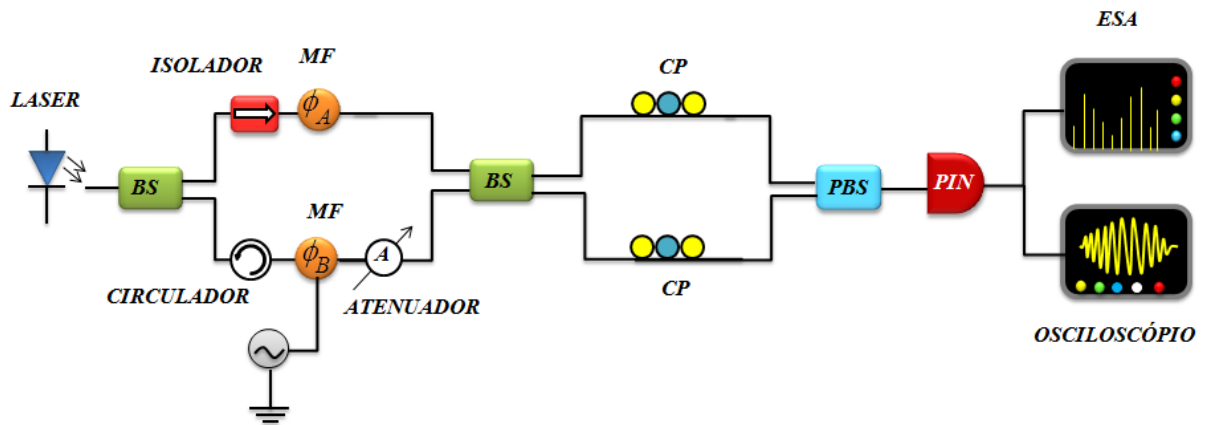 ESA
ISOLADOR
MF
CP
LASER
ϕA
BS
BS
PBS
PIN
MF
ϕB
A
CIRCULADOR
ATENUADOR
CP
OSCILOSCÓPIO